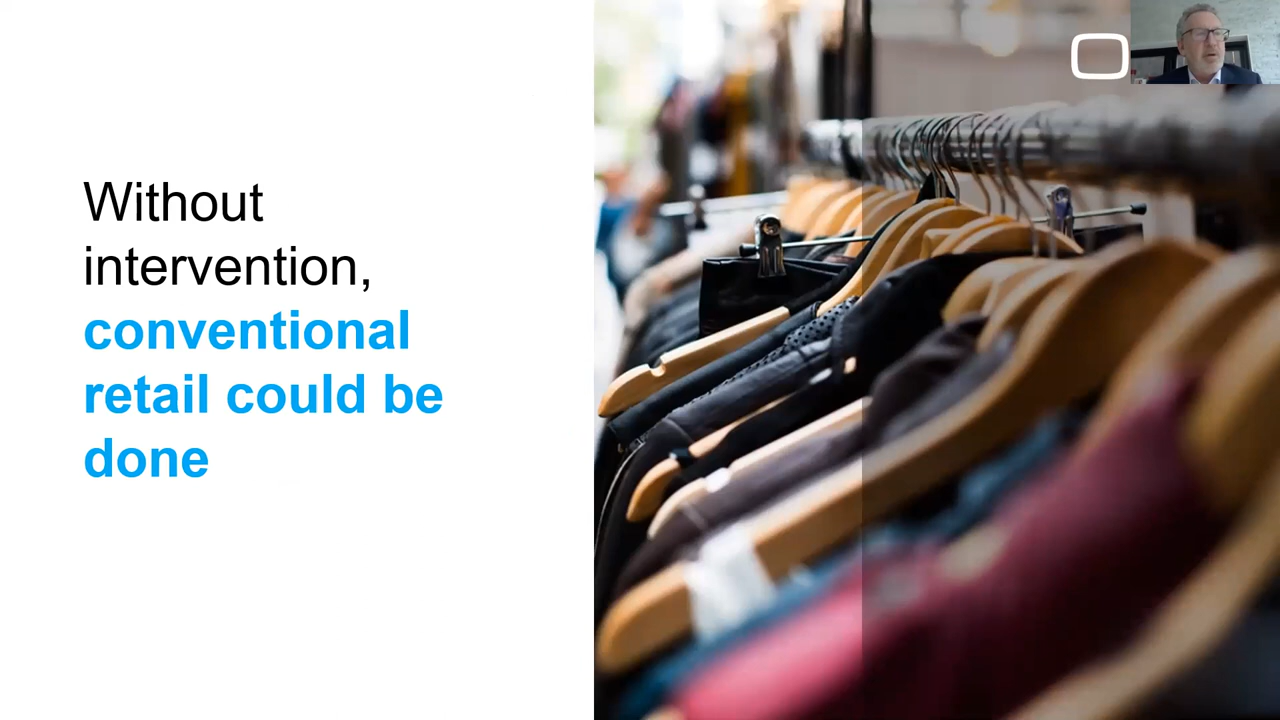 Without
intervention,
conventional
retail could be
done